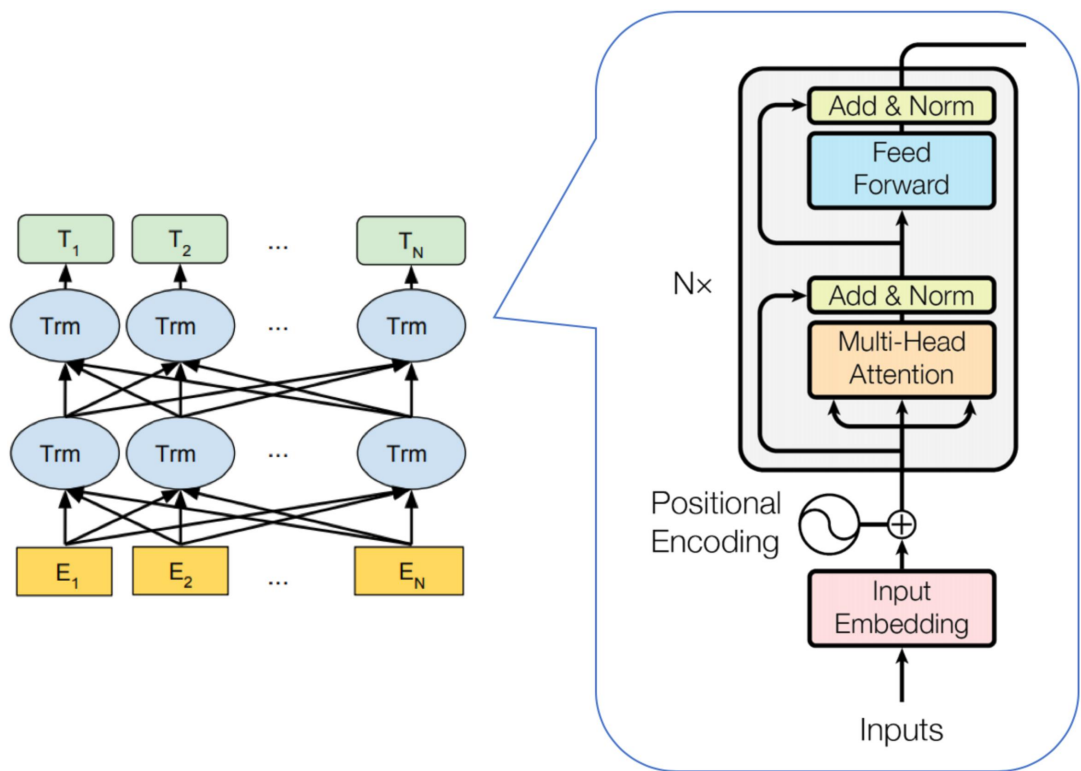 T1 T2 ... TN
Trm Trm ... Trm
Trm Trm ... Trm
E1 E2 ... EN
Add & Norm
Feed
Forward
N×
Add & Norm
Multi-Head
Attention
Positional
Encoding
Input
Embedding
Inputs